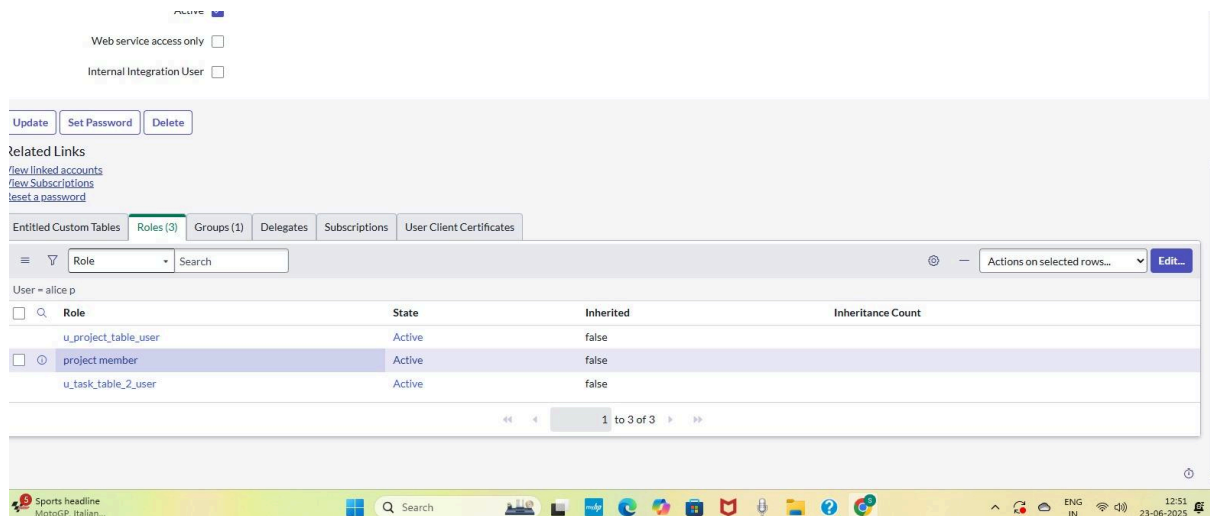 Active
Web service access only
Internal Integration User
Update Set Password Delete
Related Links
View linked accounts
View Subscriptions
Reset a password
Entitled Custom Tables Roles (3) Groups (1) Delegates Subscriptions User Client Certificates
Role Search Actions on selected rows... Edit...
User = alice p
Role State Inherited Inheritance Count
u_project_table_user Active false
project member Active false
u_task_table_2_user Active false
1 to 3 of 3
5 Sports headline
MotoGP Italian...
Search
ENG
IN
12:51
23-06-2025